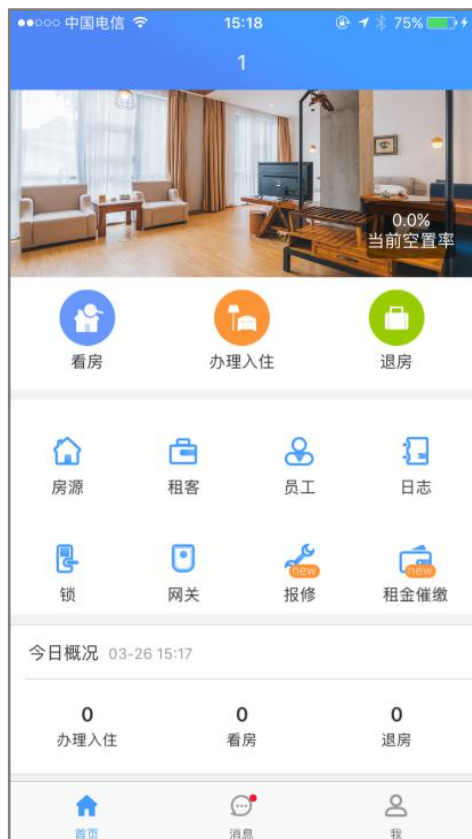 中国电信 15:18 75%
1
0.0%
当前空置率
看房 办理入住 退房
房源 租客 员工 日志
new new
锁 网关 报修 租金催缴
今日概况 03-26 15:17
0 0 0
办理入住 看房 退房
首页 消息 我